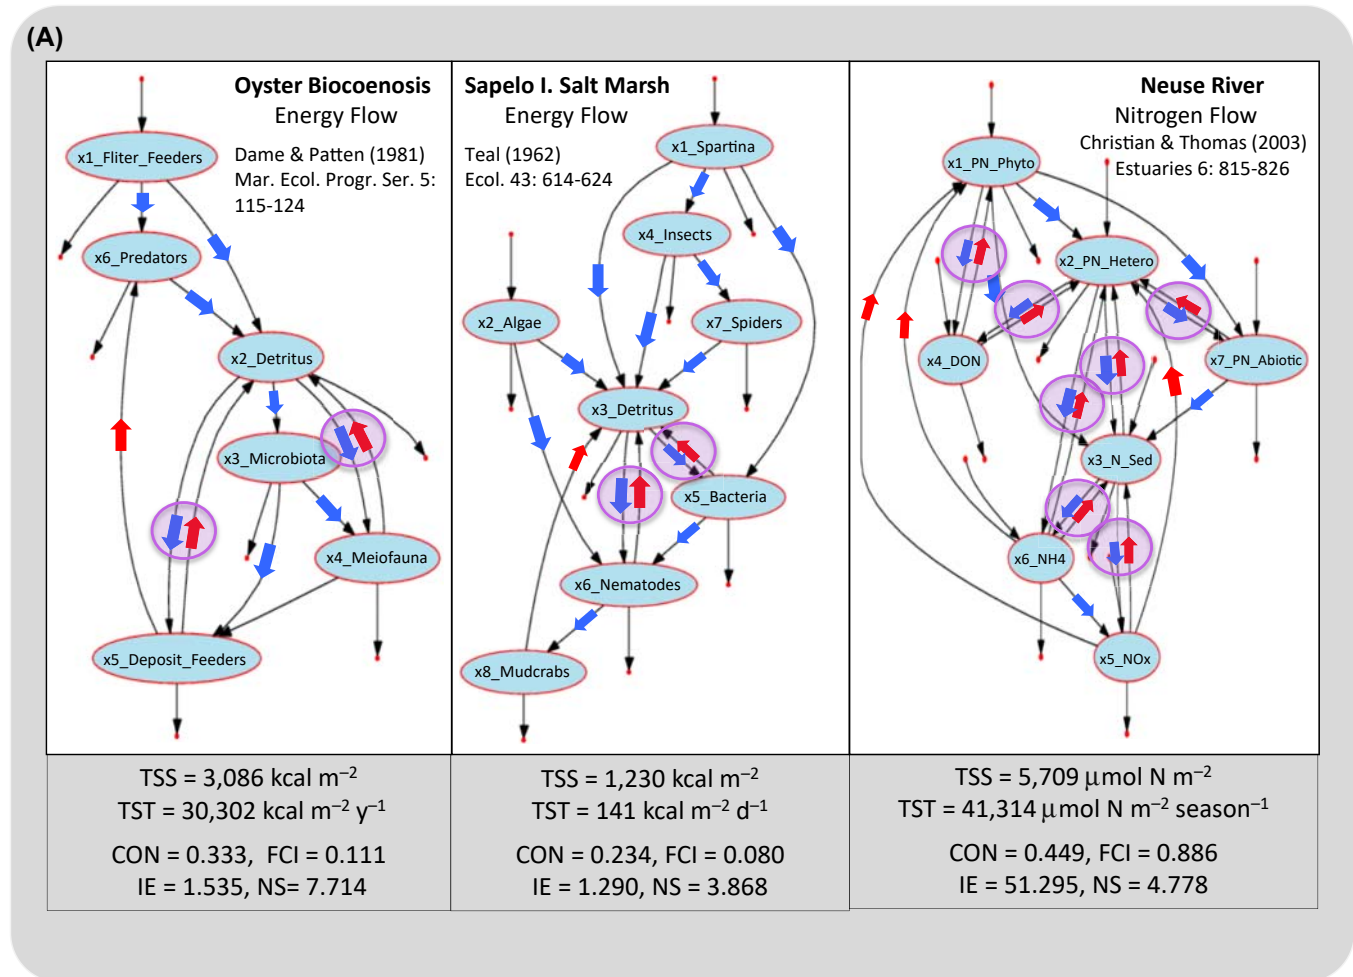 (A)
Oyster Biocoenosis
Energy Flow
Dame & Patten (1981)
Mar. Ecol. Progr. Ser. 5:
115-124
x1_Fliter_Feeders
x6_Predators
x2_Detritus
x3_Microbiota
x4_Meiofauna
x5_Deposit_Feeders
Sapelo I. Salt Marsh
Energy Flow
Teal (1962)
Ecol. 43: 614-624
x1_Spartina
x4_Insects
x2_Algae
x7_Spiders
x3_Detritus
x5_Bacteria
x6_Nematodes
x8_Mudcrabs
Neuse River
Nitrogen Flow
Christian & Thomas (2003)
Estuaries 6: 815-826
x1_PN_Phyto
x2_PN_Hetero
x4_DON
x7_PN_Abiotic
x3_N_Sed
x6_NH4
x5_NOx
TSS = 3,086 kcal m⁻²
TST = 30,302 kcal m⁻² y⁻¹
CON = 0.333, FCI = 0.111
IE = 1.535, NS= 7.714
TSS = 1,230 kcal m⁻²
TST = 141 kcal m⁻² d⁻¹
CON = 0.234, FCI = 0.080
IE = 1.290, NS = 3.868
TSS = 5,709 μmol N m⁻²
TST = 41,314 μmol N m⁻² season⁻¹
CON = 0.449, FCI = 0.886
IE = 51.295, NS = 4.778